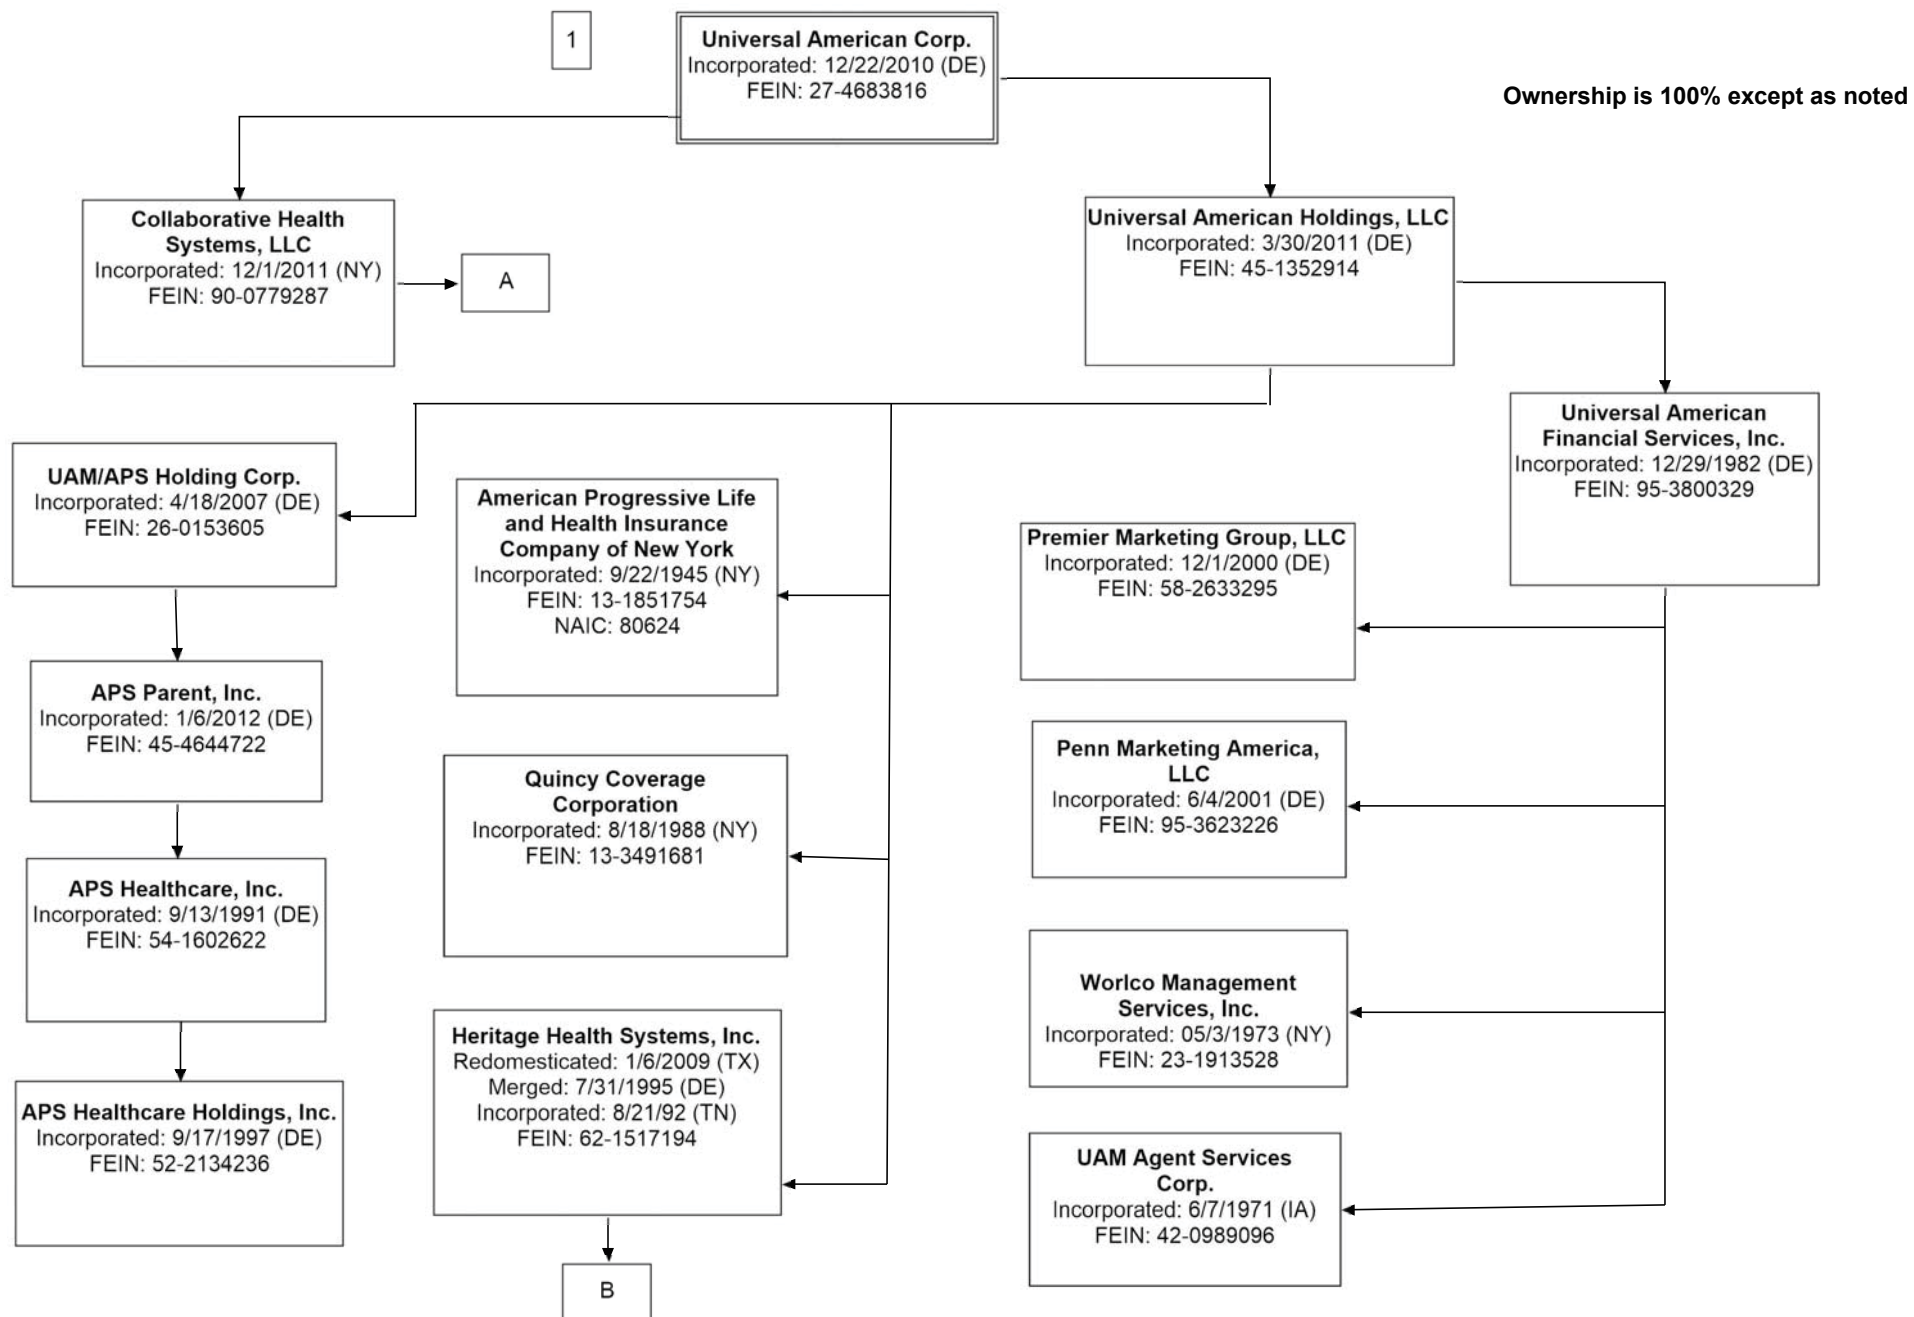 1
Universal American Corp.
Incorporated: 12/22/2010 (DE)
FEIN: 27-4683816
Ownership is 100% except as noted
Collaborative Health
Systems, LLC
Incorporated: 12/1/2011 (NY)
FEIN: 90-0779287
A
Universal American Holdings, LLC
Incorporated: 3/30/2011 (DE)
FEIN: 45-1352914
Universal American
Financial Services, Inc.
Incorporated: 12/29/1982 (DE)
FEIN: 95-3800329
UAM/APS Holding Corp.
Incorporated: 4/18/2007 (DE)
FEIN: 26-0153605
American Progressive Life
and Health Insurance
Company of New York
Incorporated: 9/22/1945 (NY)
FEIN: 13-1851754
NAIC: 80624
Premier Marketing Group, LLC
Incorporated: 12/1/2000 (DE)
FEIN: 58-2633295
APS Parent, Inc.
Incorporated: 1/6/2012 (DE)
FEIN: 45-4644722
Quincy Coverage
Corporation
Incorporated: 8/18/1988 (NY)
FEIN: 13-3491681
Penn Marketing America,
LLC
Incorporated: 6/4/2001 (DE)
FEIN: 95-3623226
APS Healthcare, Inc.
Incorporated: 9/13/1991 (DE)
FEIN: 54-1602622
Worlco Management
Services, Inc.
Incorporated: 05/3/1973 (NY)
FEIN: 23-1913528
Heritage Health Systems, Inc.
Redomesticated: 1/6/2009 (TX)
Merged: 7/31/1995 (DE)
Incorporated: 8/21/92 (TN)
FEIN: 62-1517194
APS Healthcare Holdings, Inc.
Incorporated: 9/17/1997 (DE)
FEIN: 52-2134236
UAM Agent Services
Corp.
Incorporated: 6/7/1971 (IA)
FEIN: 42-0989096
B